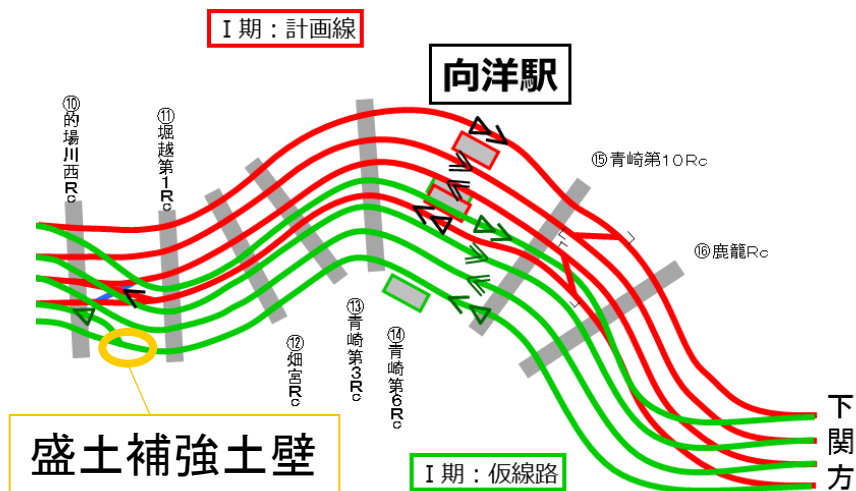 Ⅰ期：計画線
向洋駅
⑩的場川西Rc
⑪堀越第1Rc
⑮青崎第10Rc
⑯鹿籠Rc
⑫畑宮Rc
⑬青崎第3Rc
⑭青崎第6Rc
盛土補強土壁
Ⅰ期：仮線路
下関方